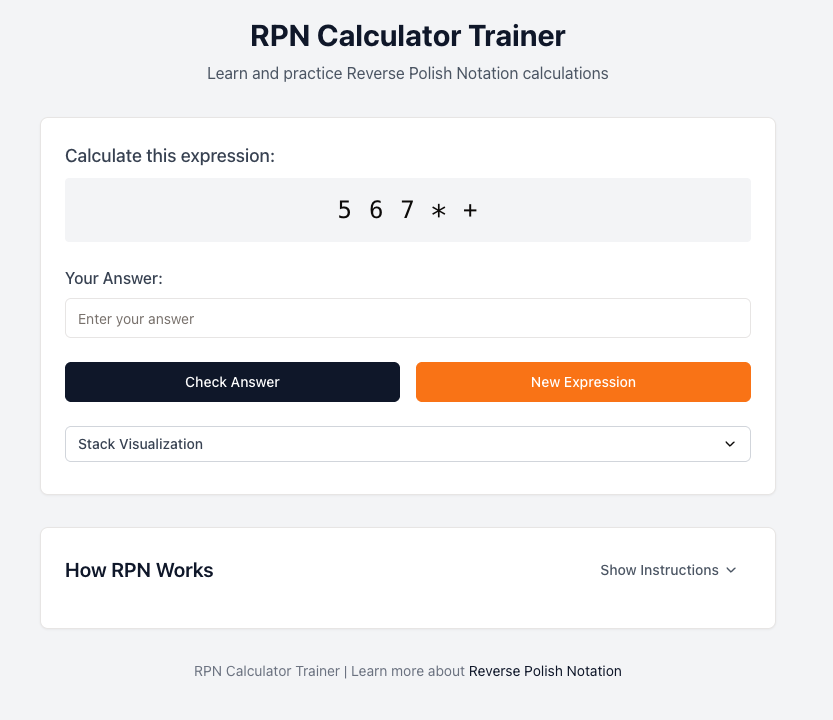 RPN Calculator Trainer
Learn and practice Reverse Polish Notation calculations
Calculate this expression:
5 6 7 * +
Your Answer:
Enter your answer
Check Answer
New Expression
Stack Visualization
How RPN Works
Show Instructions
RPN Calculator Trainer | Learn more about Reverse Polish Notation